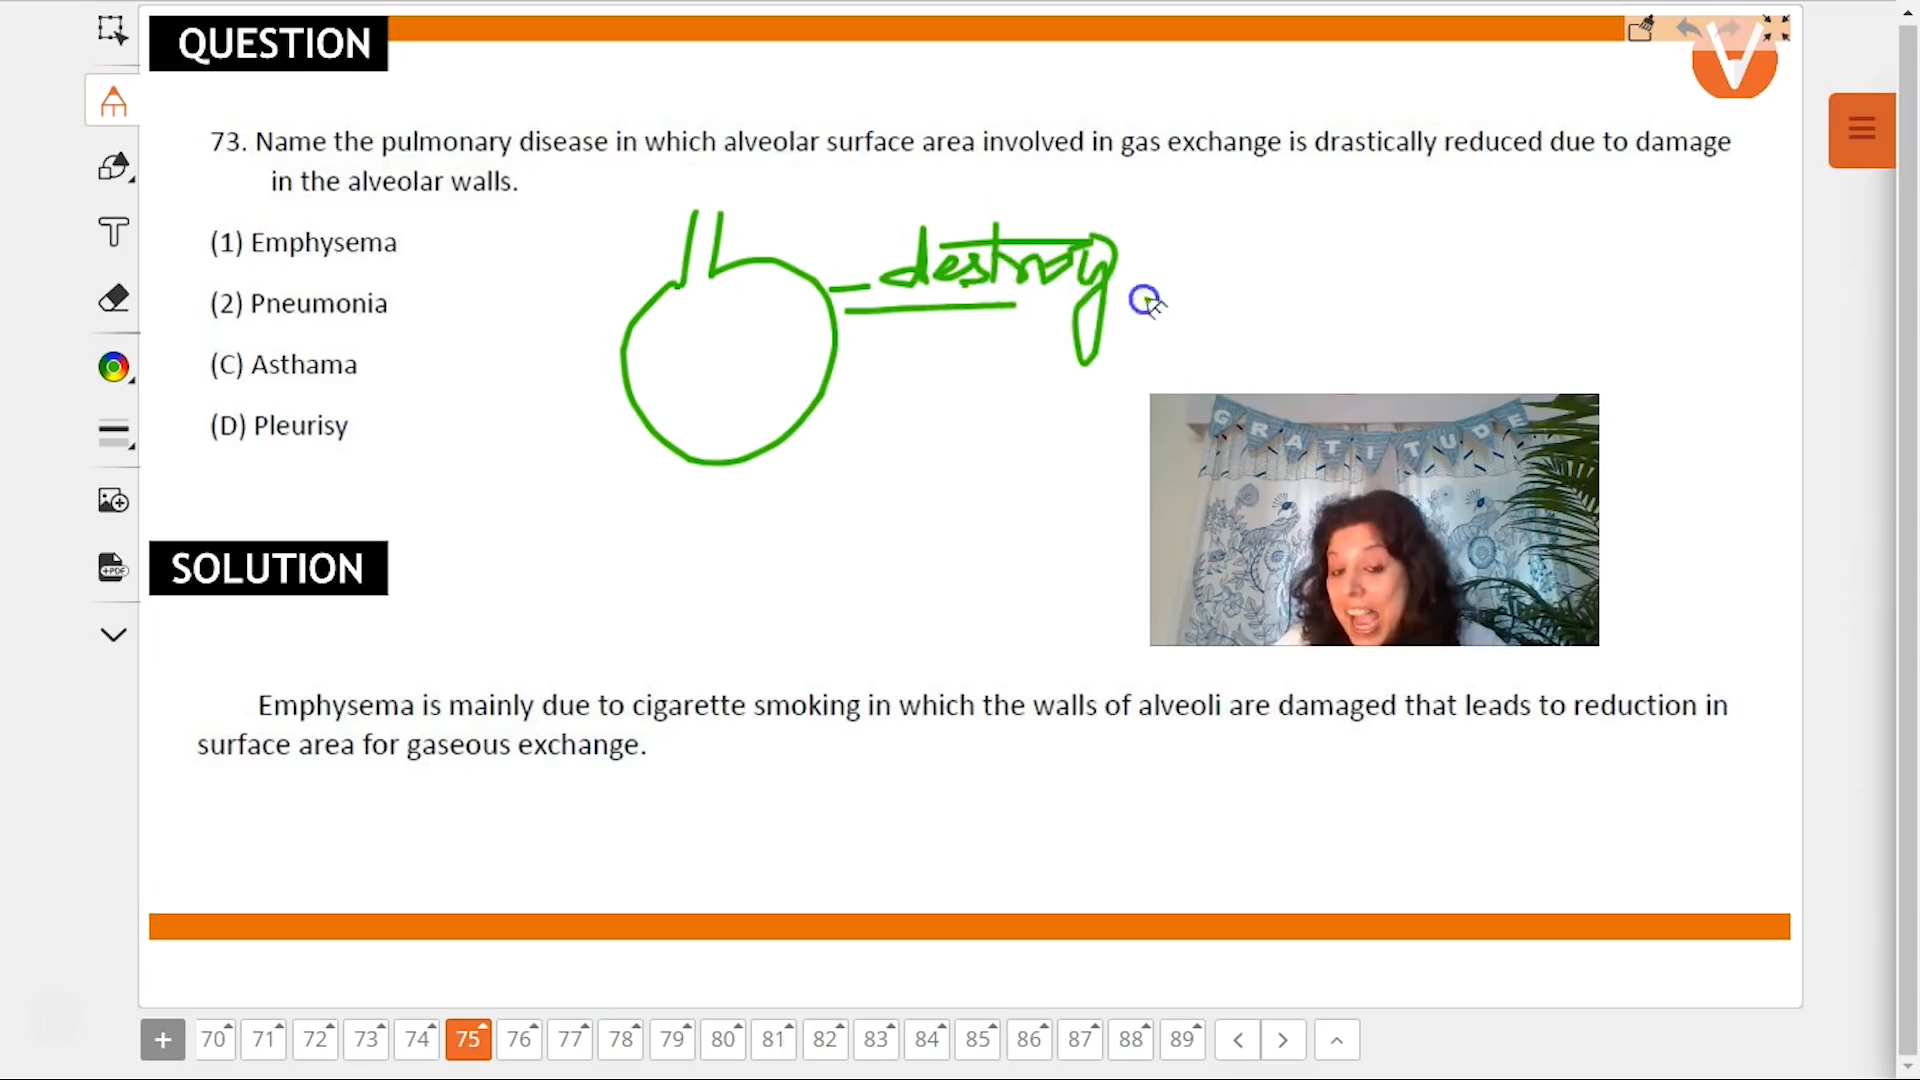 QUESTION
73. Name the pulmonary disease in which alveolar surface area involved in gas exchange is drastically reduced due to damage
in the alveolar walls.
(1) Emphysema
(2) Pneumonia
(C) Asthama
(D) Pleurisy
destroy
GRATITUDE
SOLUTION
Emphysema is mainly due to cigarette smoking in which the walls of alveoli are damaged that leads to reduction in
surface area for gaseous exchange.
+PDF
70 71 72 73 74 75 76 77 78 79 80 81 82 83 84 85 86 87 88 89